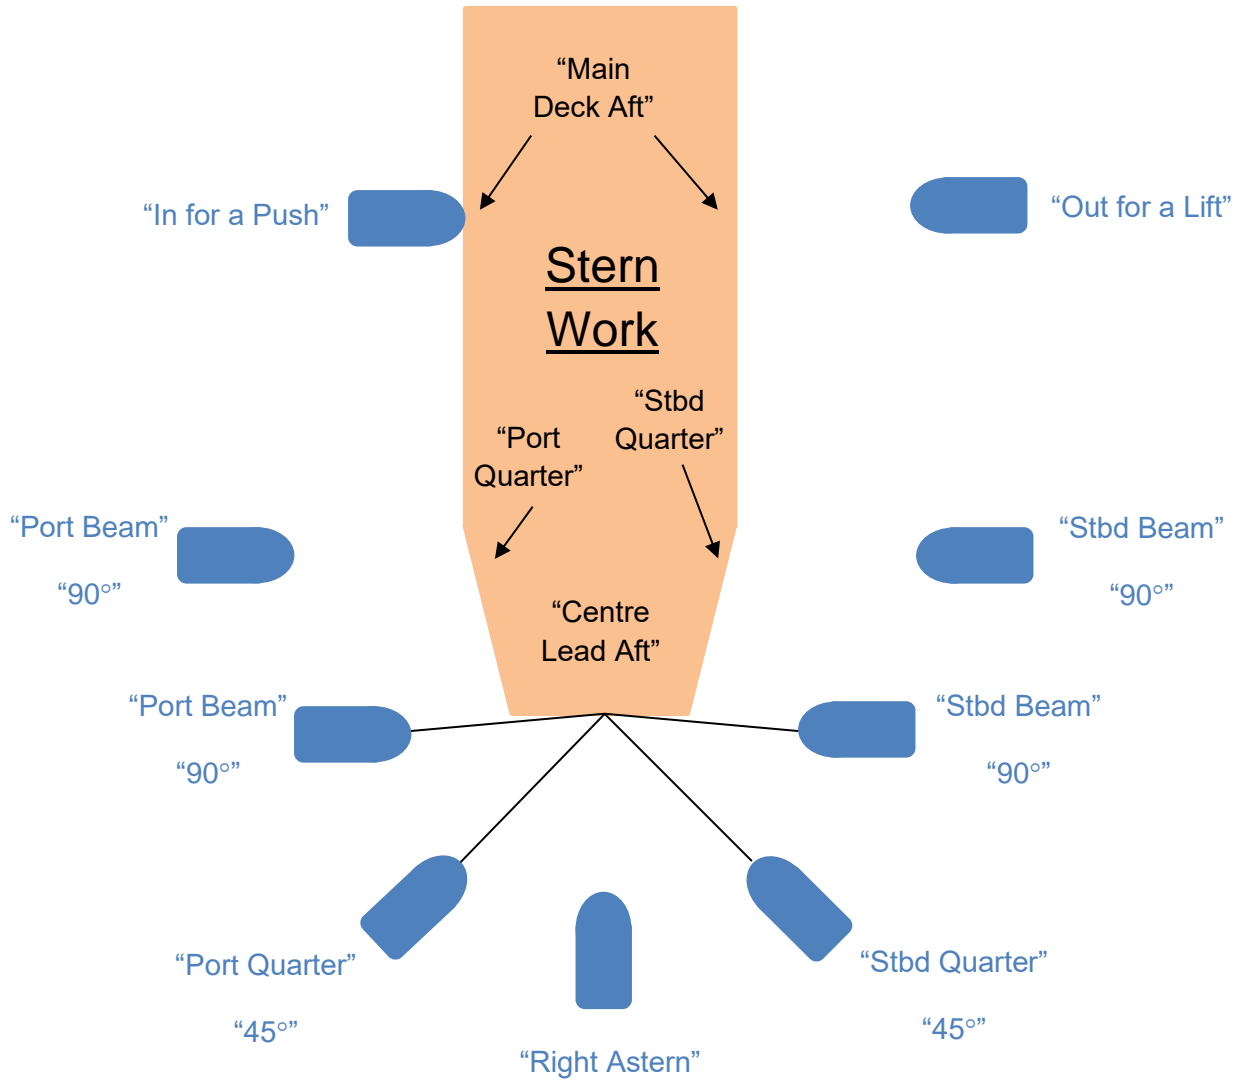 “Main
Deck Aft”
“In for a Push”
“Out for a Lift”
Stern
Work
“Stbd
Quarter”
“Port
Quarter”
“Port Beam”
“90°”
“Stbd Beam”
“90°”
“Centre
Lead Aft”
“Port Beam”
“90°”
“Stbd Beam”
“90°”
“Port Quarter”
“45°”
“Stbd Quarter”
“45°”
“Right Astern”